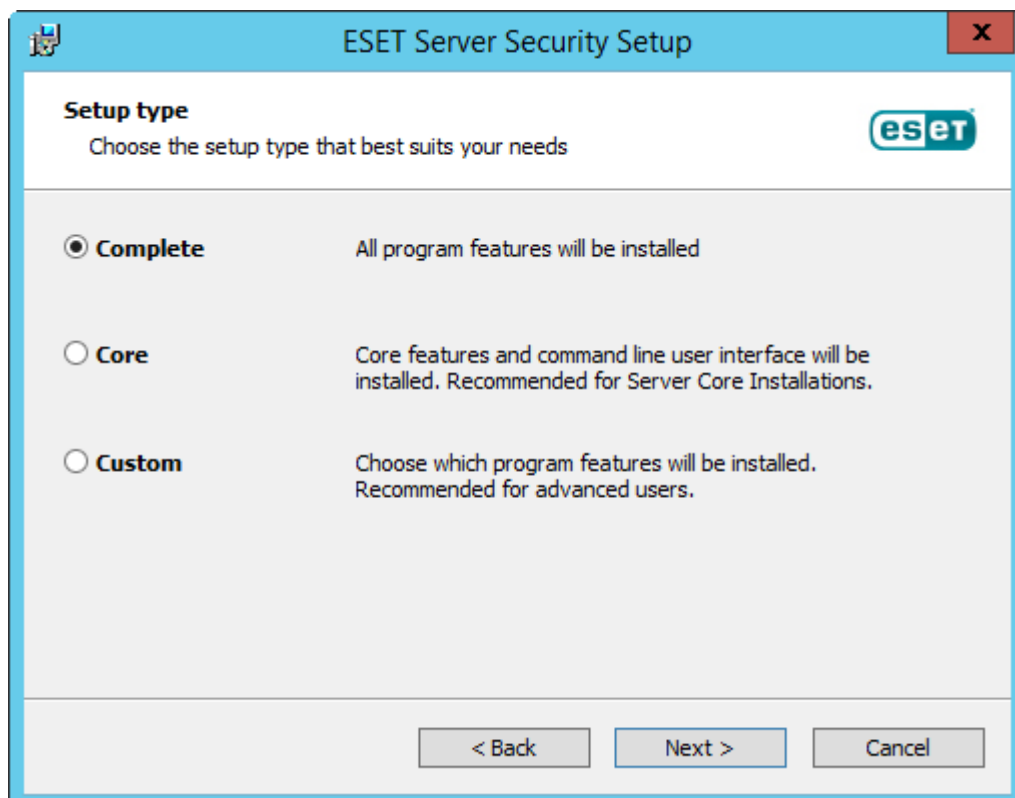 ESET Server Security Setup
x
Setup type
Choose the setup type that best suits your needs
eseT
Complete
All program features will be installed
Core
Core features and command line user interface will be
installed. Recommended for Server Core Installations.
Custom
Choose which program features will be installed.
Recommended for advanced users.
< Back
Next >
Cancel